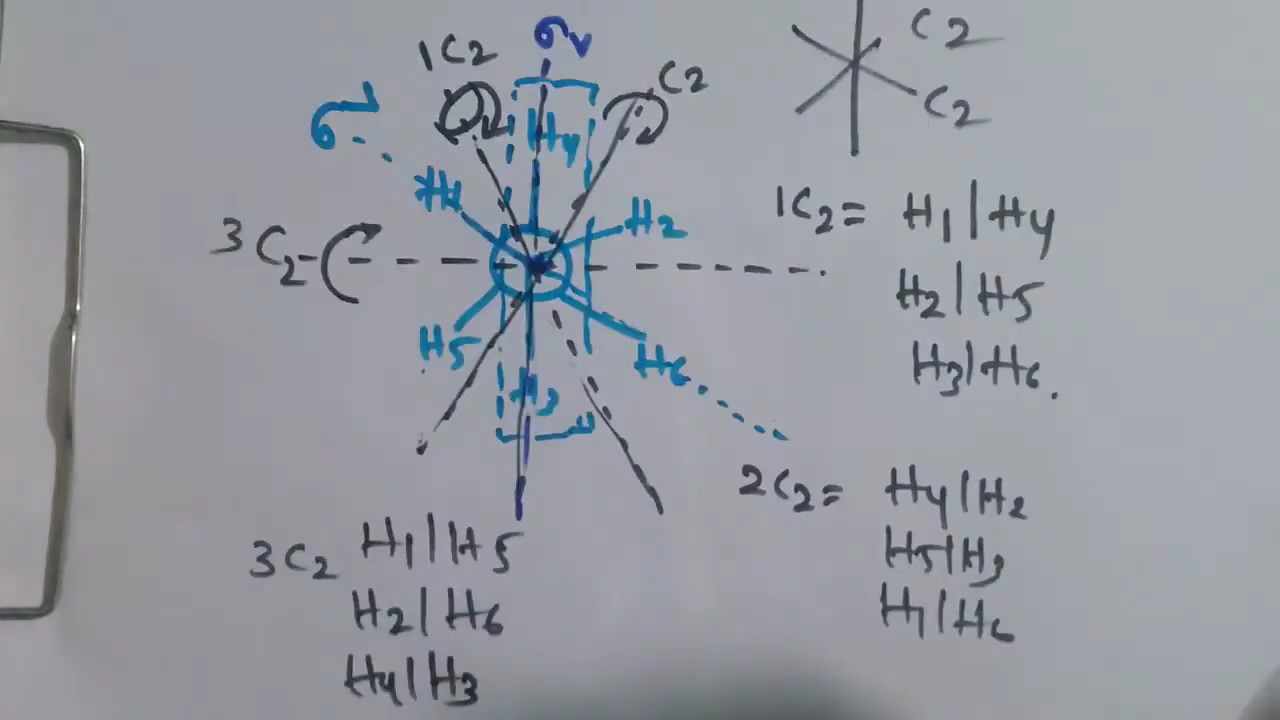 σv
1C2
C2
C2
C2
σ
H4
H1
H2
3C2
H5
H6
H3
1C2= H1|H4
H2|H5
H3|H6.
2C2= H4|H2
H5|H3
H1|H6
3C2 H1|H5
H2|H6
H4|H3